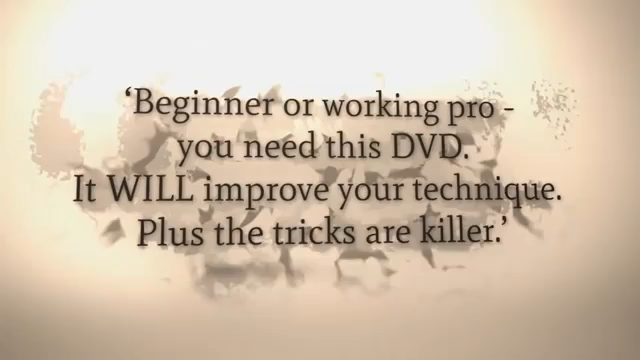 ‘Beginner or working pro -
you need this DVD.
It WILL improve your technique.
Plus the tricks are killer.’